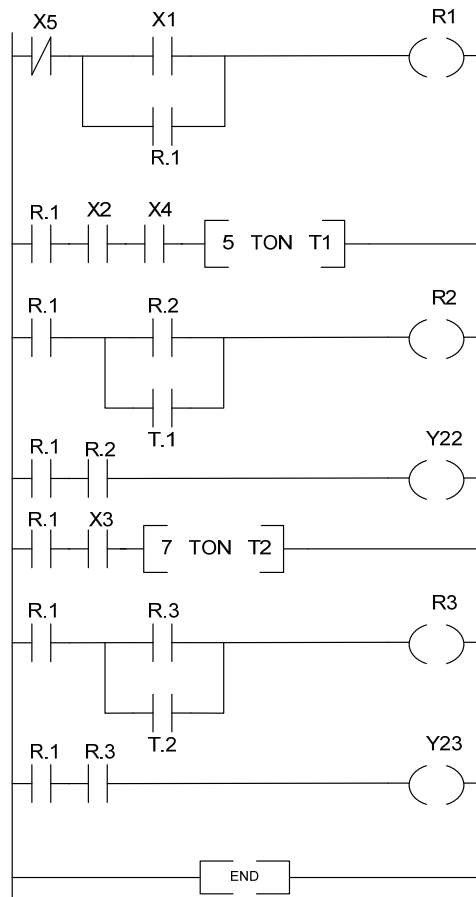 X5 X1 R1
R.1
R.1 X2 X4
5 TON T1
R.1 R.2 R2
T.1
R.1 R.2 Y22
R.1 X3
7 TON T2
R.1 R.3 R3
T.2
R.1 R.3 Y23
END